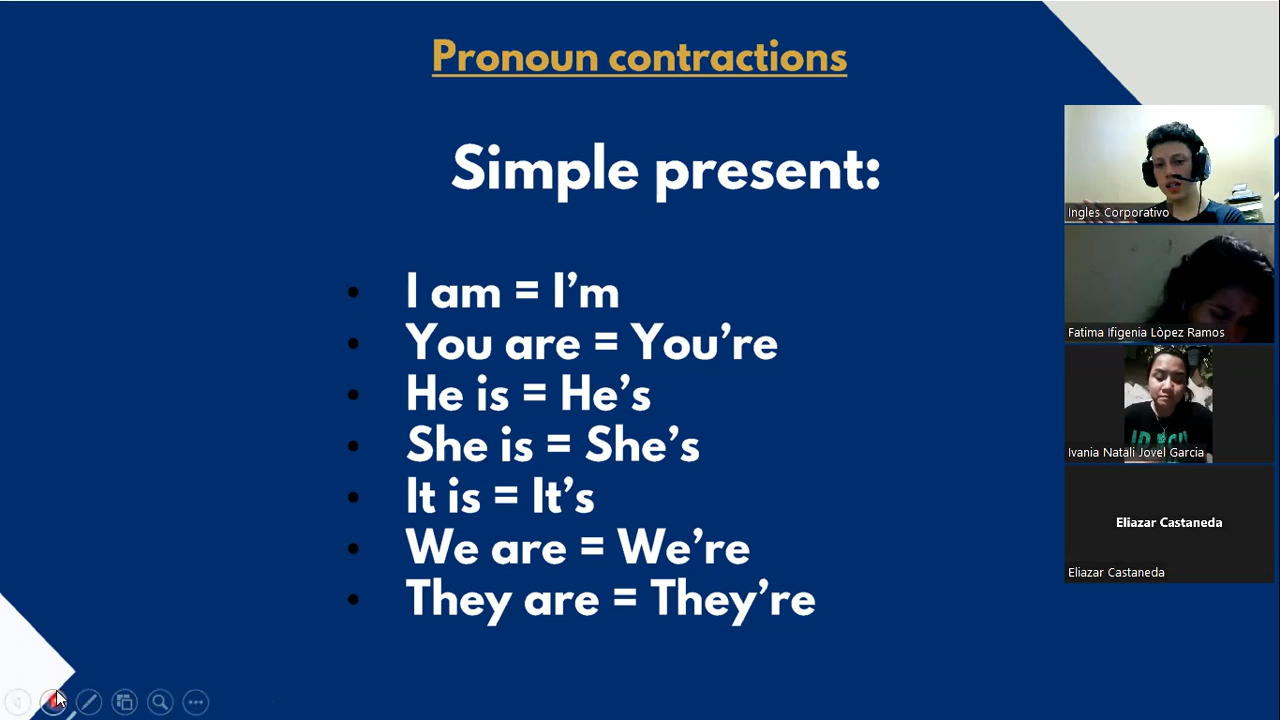 Pronoun contractions
Simple present:
• I am = I’m
• You are = You’re
• He is = He’s
• She is = She’s
• It is = It’s
• We are = We’re
• They are = They’re
Ingles Corporativo
Fatima Ifigenia Lòpez Ramos
Ivania Natali Jovel Garcia
Eliazar Castaneda
Eliazar Castaneda